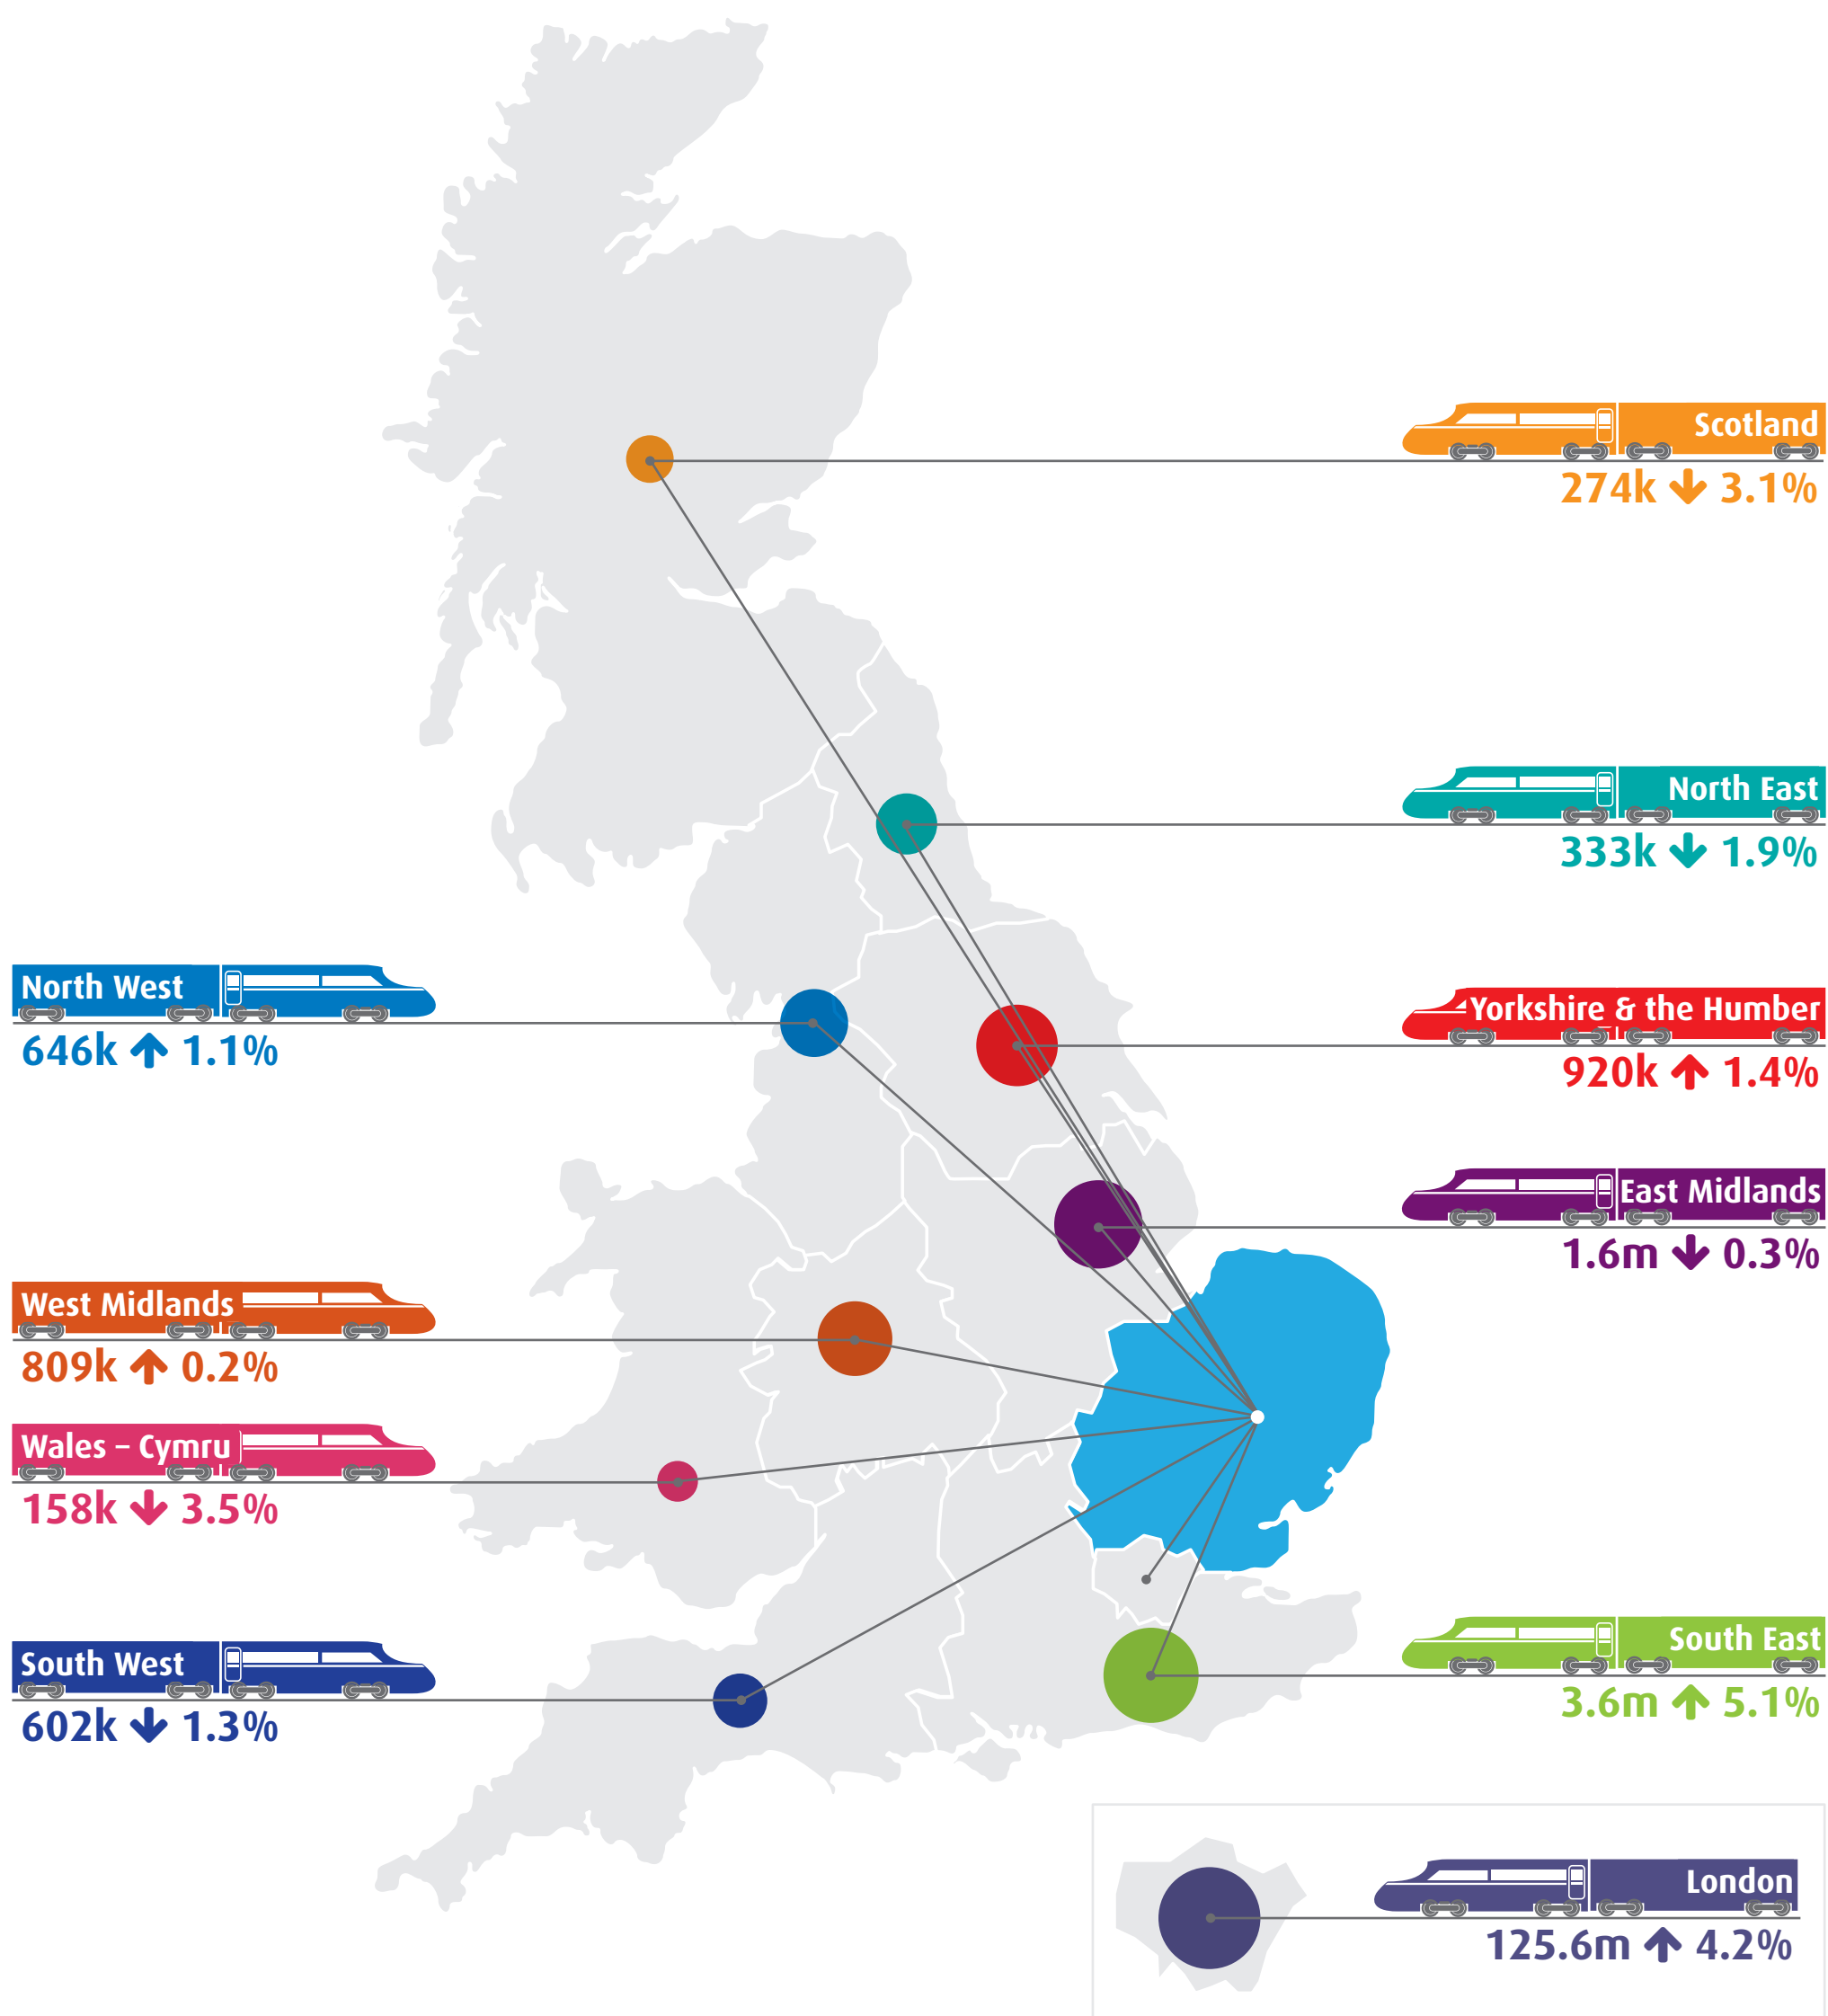 Scotland
274k ↓ 3.1%
North East
333k ↓ 1.9%
North West
646k ↑ 1.1%
Yorkshire & the Humber
920k ↑ 1.4%
East Midlands
1.6m ↓ 0.3%
West Midlands
809k ↑ 0.2%
Wales – Cymru
158k ↓ 3.5%
South East
3.6m ↑ 5.1%
South West
602k ↓ 1.3%
London
125.6m ↑ 4.2%